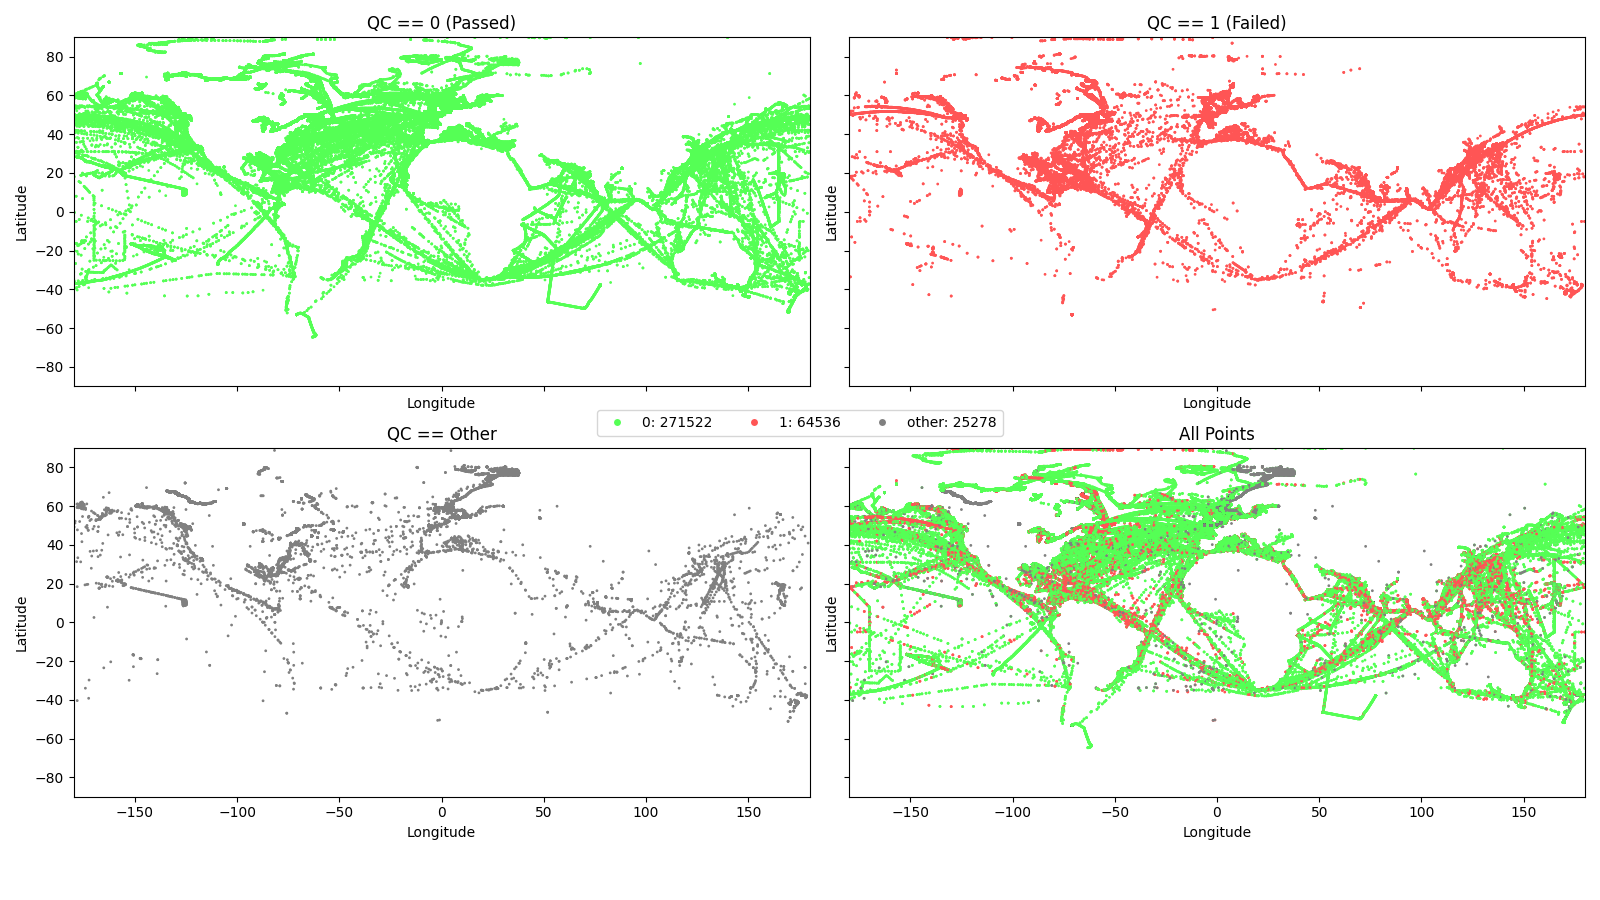 QC == 0 (Passed)
QC == 1 (Failed)
80
60
40
20
0
−20
−40
−60
−80
Latitude
Longitude
Latitude
Longitude
0: 271522 1: 64536 other: 25278
QC == Other
All Points
80
60
40
20
0
−20
−40
−60
−80
Latitude
−150 −100 −50 0 50 100 150
Longitude
Latitude
−150 −100 −50 0 50 100 150
Longitude